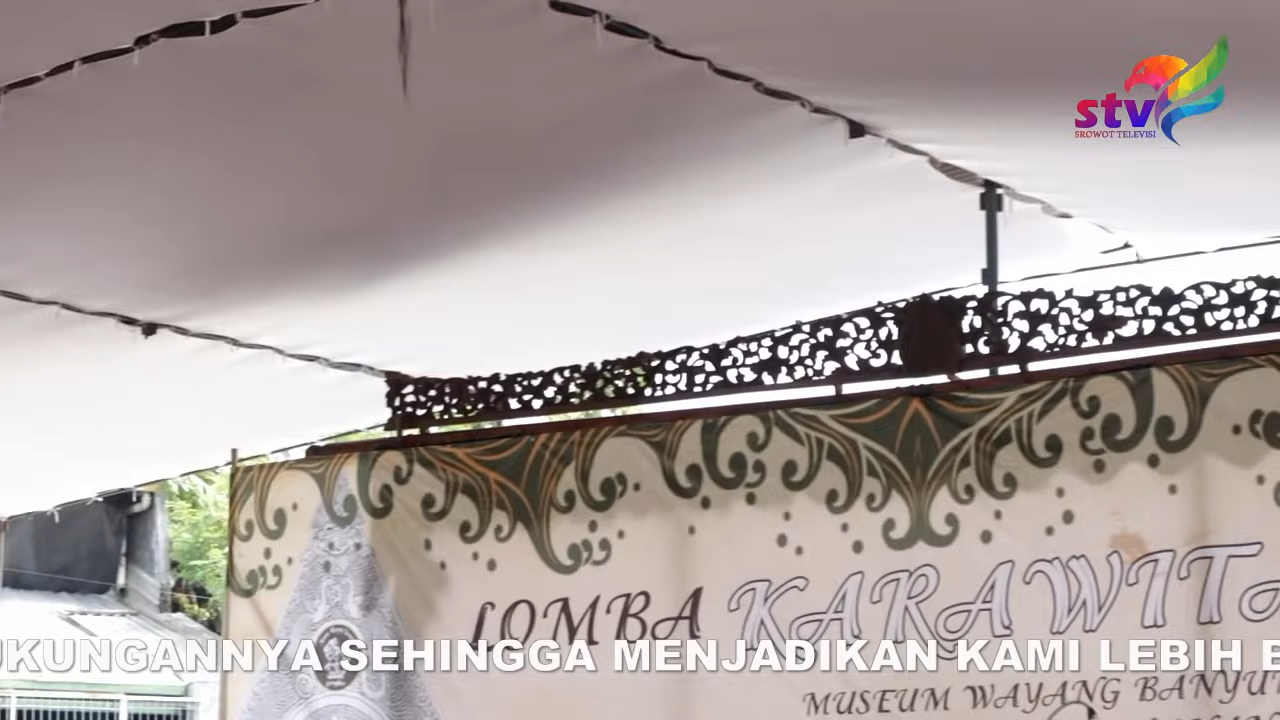 stv
SROWOT TELEVISI
LOMBA KARAWIT
UKUNGANNYA SEHINGGA MENJADIKAN KAMI LEBIH B
MUSEUM WAYANG BANYU